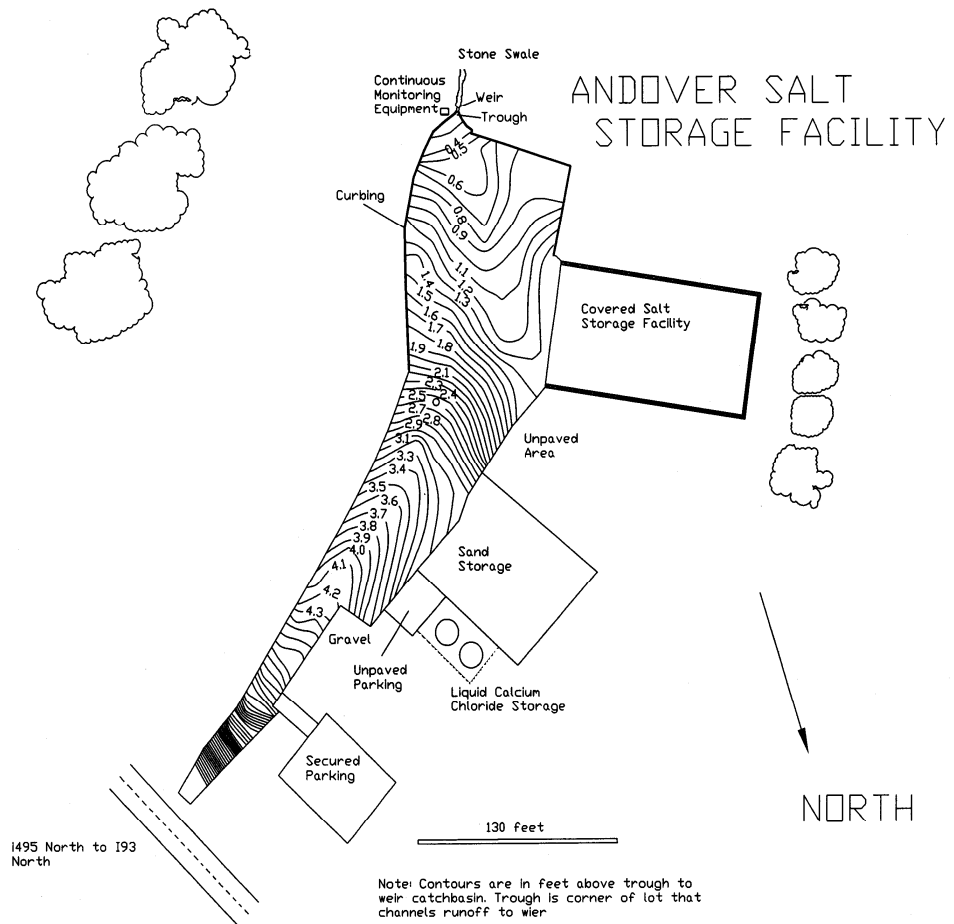 Stone Swale
ANDOVER SALT
STORAGE FACILITY
Continuous
Monitoring
Equipment
Weir
Trough
0.4
0.5
0.6
Curbing
0.8
0.9
1.1
1.2
1.3
1.4
1.5
1.6
1.7
1.8
1.9
Covered Salt
Storage Facility
2.1
2.3
2.4
2.5
2.7
2.8
2.9
3.1
Unpaved
Area
3.3
3.4
3.5
3.6
3.7
3.8
3.9
4.0
4.1
4.2
4.3
Sand
Storage
Gravel
Unpaved
Parking
Liquid Calcium
Chloride Storage
Secured
Parking
NORTH
130 feet
i495 North to I93
North
Note: Contours are in feet above trough to
weir catchbasin. Trough is corner of lot that
channels runoff to wier